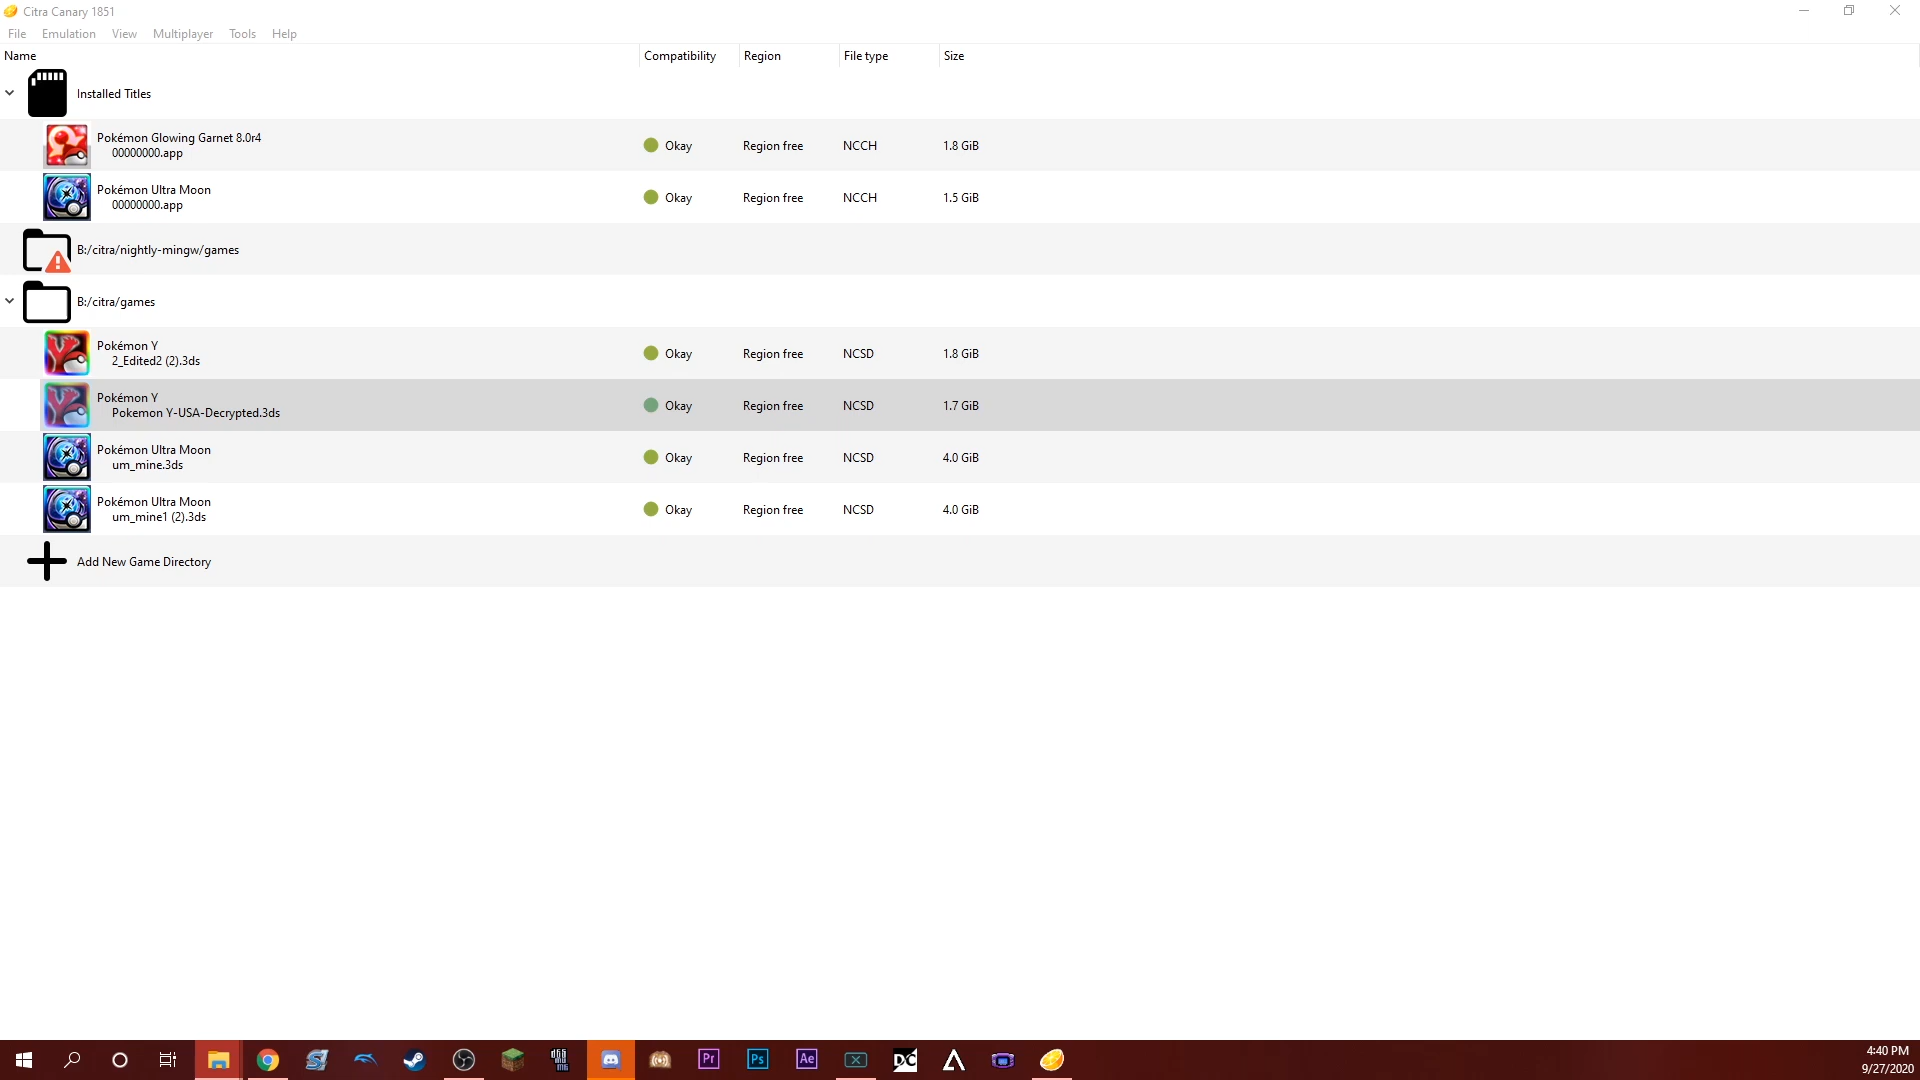 Citra Canary 1851
File Emulation View Multiplayer Tools Help
Name Compatibility Region File type Size
Installed Titles
Pokémon Glowing Garnet 8.0r4
00000000.app
Okay Region free NCCH 1.8 GiB
Pokémon Ultra Moon
00000000.app
Okay Region free NCCH 1.5 GiB
B:/citra/nightly-mingw/games
B:/citra/games
Pokémon Y
2_Edited2 (2).3ds
Okay Region free NCSD 1.8 GiB
Pokémon Y
Pokemon Y-USA-Decrypted.3ds
Okay Region free NCSD 1.7 GiB
Pokémon Ultra Moon
um_mine.3ds
Okay Region free NCSD 4.0 GiB
Pokémon Ultra Moon
um_mine1 (2).3ds
Okay Region free NCSD 4.0 GiB
Add New Game Directory
Pr Ps Ae DC
4:40 PM
9/27/2020